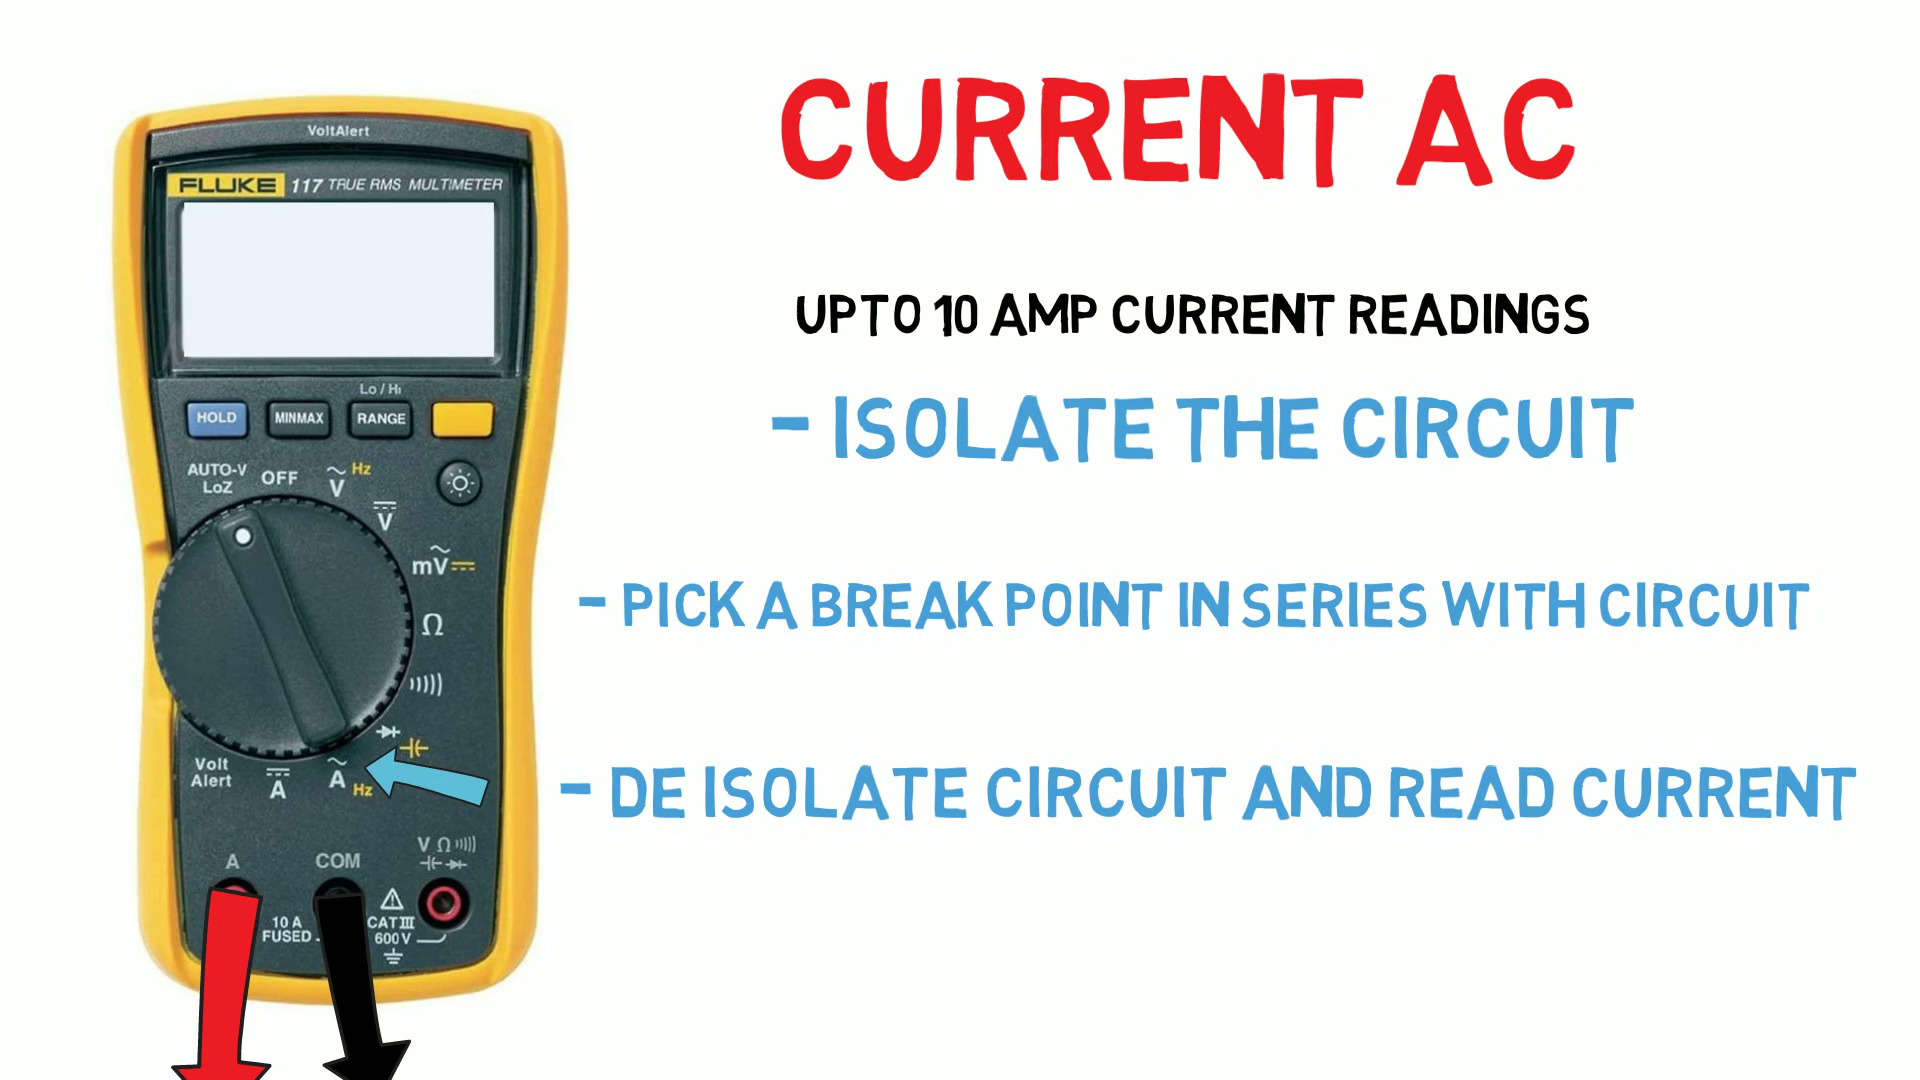 CURRENT AC
UPTO 10 AMP CURRENT READINGS
- ISOLATE THE CIRCUIT
- PICK A BREAK POINT IN SERIES WITH CIRCUIT
- DE ISOLATE CIRCUIT AND READ CURRENT
VoltAlert
FLUKE 117 TRUE RMS MULTIMETER
Lo / Hi
HOLD MINMAX RANGE
AUTO-V LoZ
OFF
V Hz
V
mV
Ω
Volt Alert
A
A Hz
A COM V Ω
10 A FUSED
CAT III 600 V